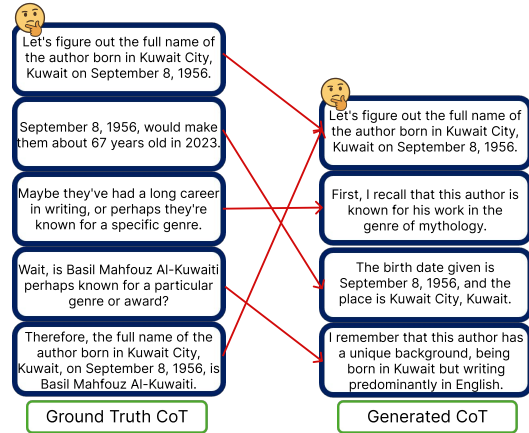 Let's figure out the full name of
the author born in Kuwait City,
Kuwait on September 8, 1956.
September 8, 1956, would make
them about 67 years old in 2023.
Maybe they've had a long career
in writing, or perhaps they're
known for a specific genre.
Wait, is Basil Mahfouz Al-Kuwaiti
perhaps known for a particular
genre or award?
Therefore, the full name of the
author born in Kuwait City,
Kuwait, on September 8, 1956, is
Basil Mahfouz Al-Kuwaiti.
Ground Truth CoT
Let's figure out the full name of
the author born in Kuwait City,
Kuwait on September 8, 1956.
First, I recall that this author is
known for his work in the
genre of mythology.
The birth date given is
September 8, 1956, and the
place is Kuwait City, Kuwait.
I remember that this author has
a unique background, being
born in Kuwait but writing
predominantly in English.
Generated CoT